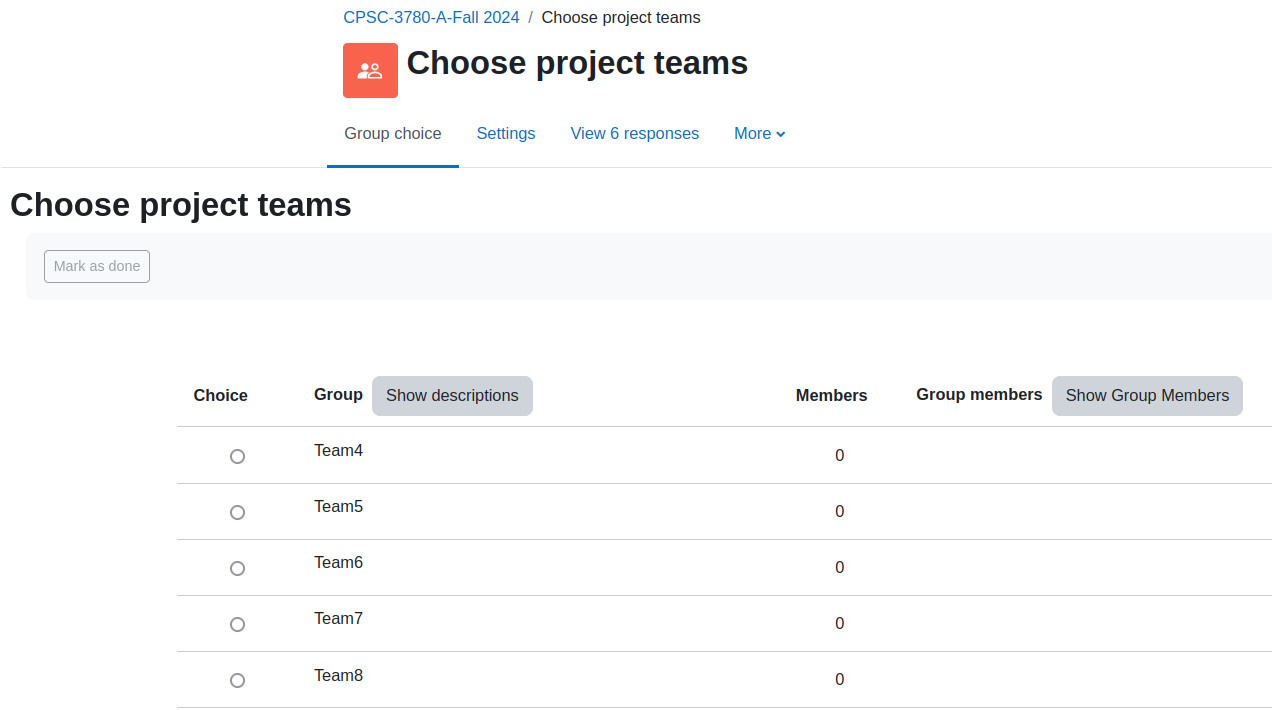 CPSC-3780-A-Fall 2024 / Choose project teams
Choose project teams
Group choice Settings View 6 responses More
Choose project teams
Mark as done
Choice Group Show descriptions Members Group members Show Group Members
Team4 0
Team5 0
Team6 0
Team7 0
Team8 0